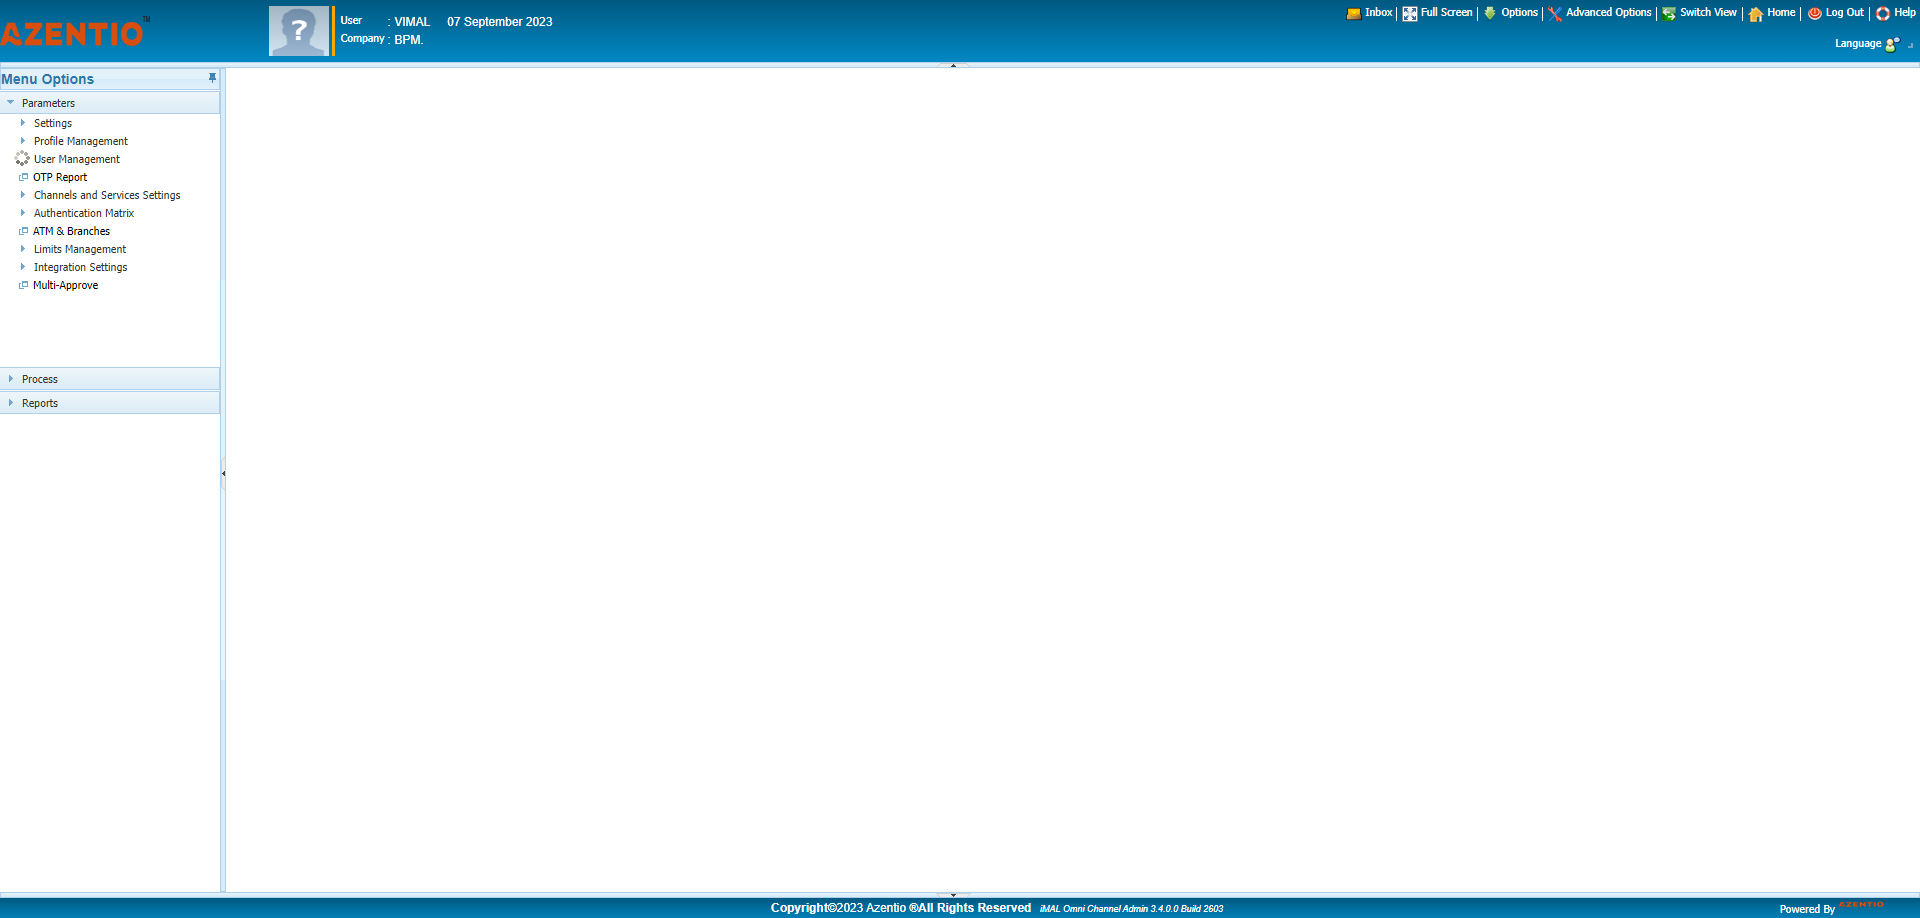 AZENTIO™
?
User : VIMAL 07 September 2023
Company : BPM.
Inbox | Full Screen | Options | Advanced Options | Switch View | Home | Log Out | Help
Language
Menu Options
Parameters
Settings
Profile Management
User Management
OTP Report
Channels and Services Settings
Authentication Matrix
ATM & Branches
Limits Management
Integration Settings
Multi-Approve
Process
Reports
Copyright©2023 Azentio ®All Rights Reserved iMAL Omni Channel Admin 3.4.0.0 Build 2603
Powered By AZENTIO